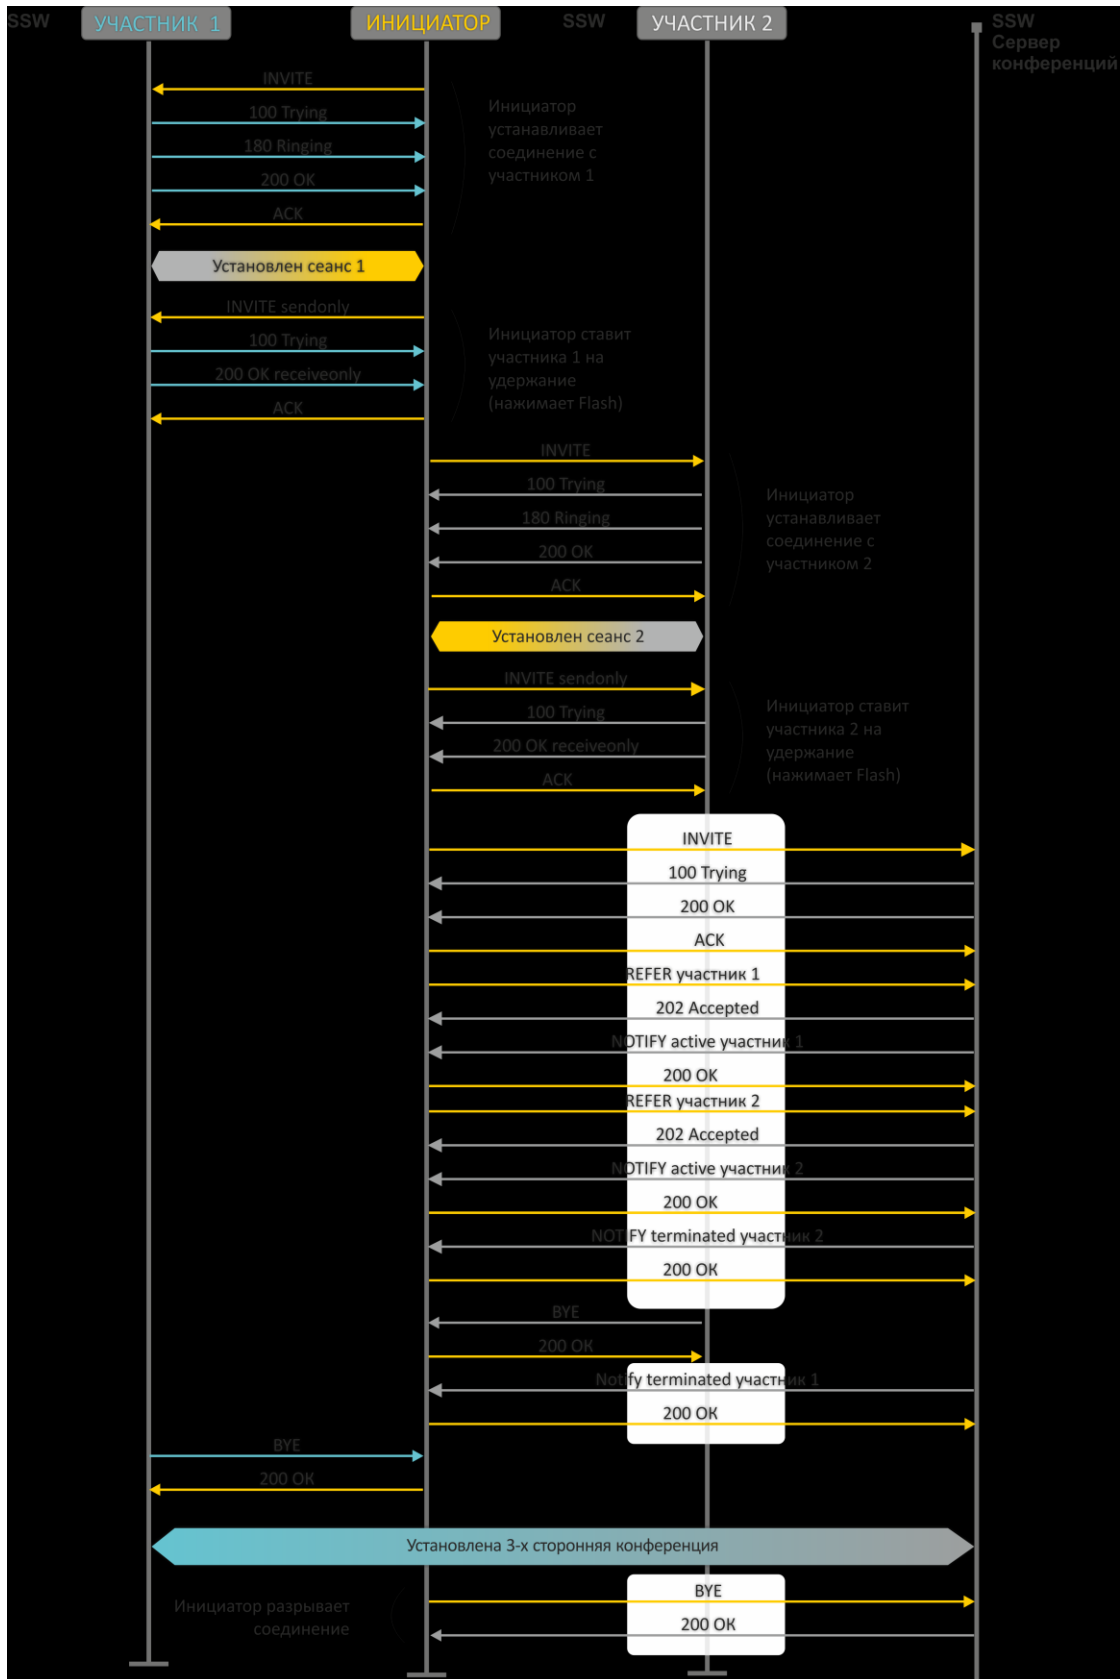 SSW
УЧАСТНИК 1
ИНИЦИАТОР
SSW
УЧАСТНИК 2
SSW
Сервер
конференций
INVITE
100 Trying
180 Ringing
200 OK
ACK
Инициатор
устанавливает
соединение с
участником 1
Установлен сеанс 1
INVITE sendonly
100 Trying
200 OK receiveonly
ACK
Инициатор ставит
участника 1 на
удержание
(нажимает Flash)
INVITE
100 Trying
180 Ringing
200 OK
ACK
Инициатор
устанавливает
соединение с
участником 2
Установлен сеанс 2
INVITE sendonly
100 Trying
200 OK receiveonly
ACK
Инициатор ставит
участника 2 на
удержание
(нажимает Flash)
INVITE
100 Trying
200 OK
ACK
REFER участник 1
202 Accepted
NOTIFY active участник 1
200 OK
REFER участник 2
202 Accepted
NOTIFY active участник 2
200 OK
NOTIFY terminated участник 2
200 OK
BYE
200 OK
Notify terminated участник 1
200 OK
BYE
200 OK
Установлена 3-х сторонняя конференция
Инициатор разрывает
соединение
BYE
200 OK